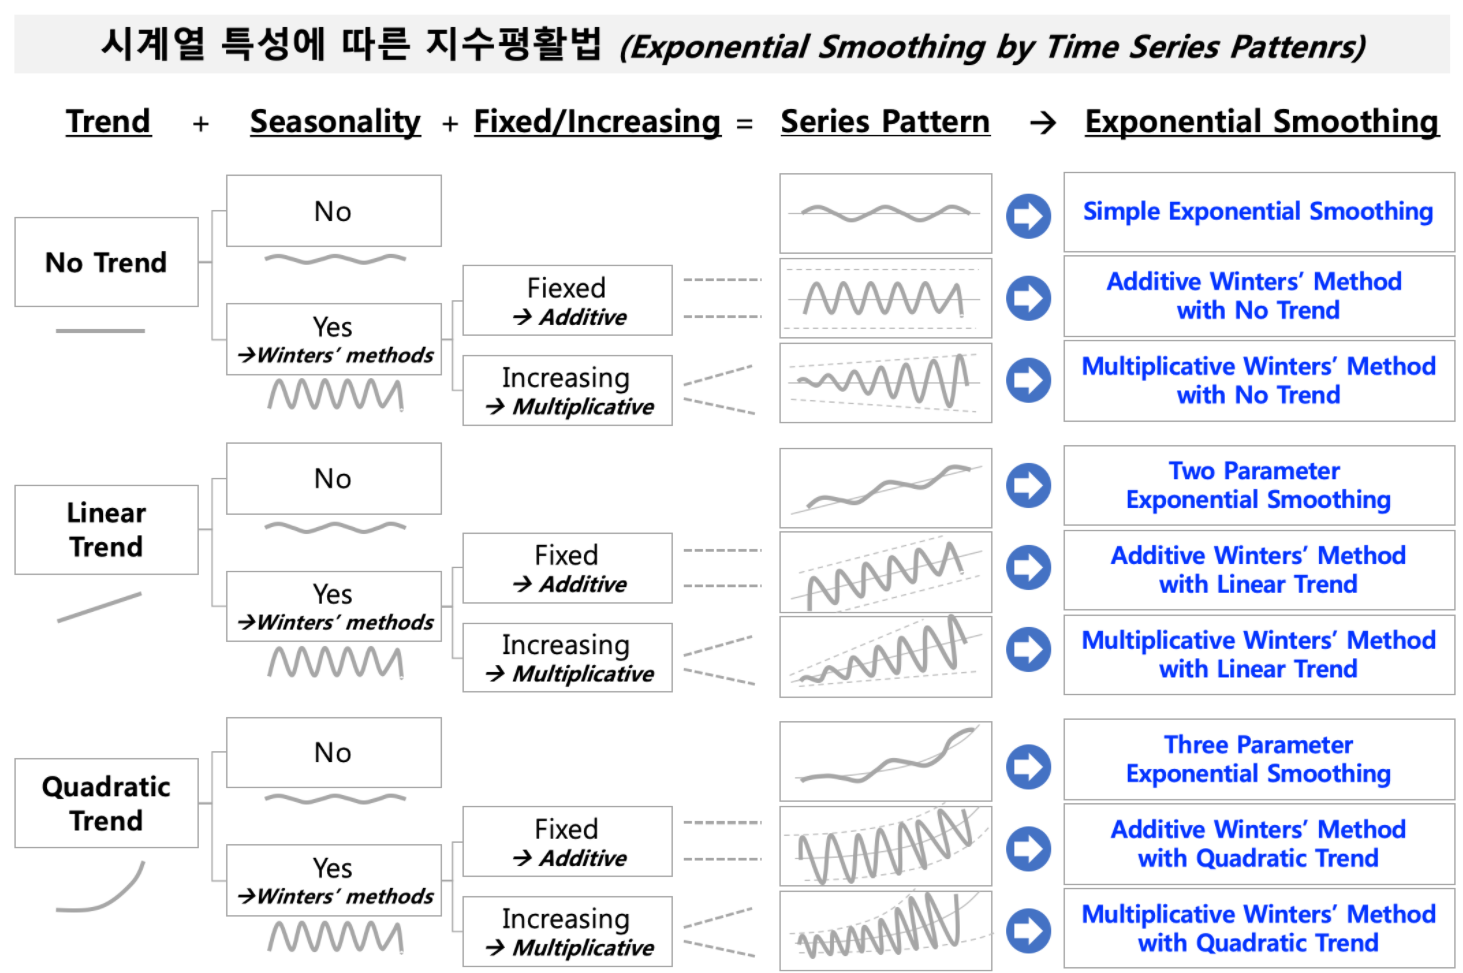 시계열 특성에 따른 지수평활법 (Exponential Smoothing by Time Series Pattenrs)
Trend + Seasonality + Fixed/Increasing = Series Pattern → Exponential Smoothing
No Trend
No
Yes
→Winters' methods
Fiexed
→ Additive
Increasing
→ Multiplicative
Simple Exponential Smoothing
Additive Winters' Method
with No Trend
Multiplicative Winters' Method
with No Trend
Linear
Trend
No
Yes
→Winters' methods
Fixed
→ Additive
Increasing
→ Multiplicative
Two Parameter
Exponential Smoothing
Additive Winters' Method
with Linear Trend
Multiplicative Winters' Method
with Linear Trend
Quadratic
Trend
No
Yes
→Winters' methods
Fixed
→ Additive
Increasing
→ Multiplicative
Three Parameter
Exponential Smoothing
Additive Winters' Method
with Quadratic Trend
Multiplicative Winters' Method
with Quadratic Trend